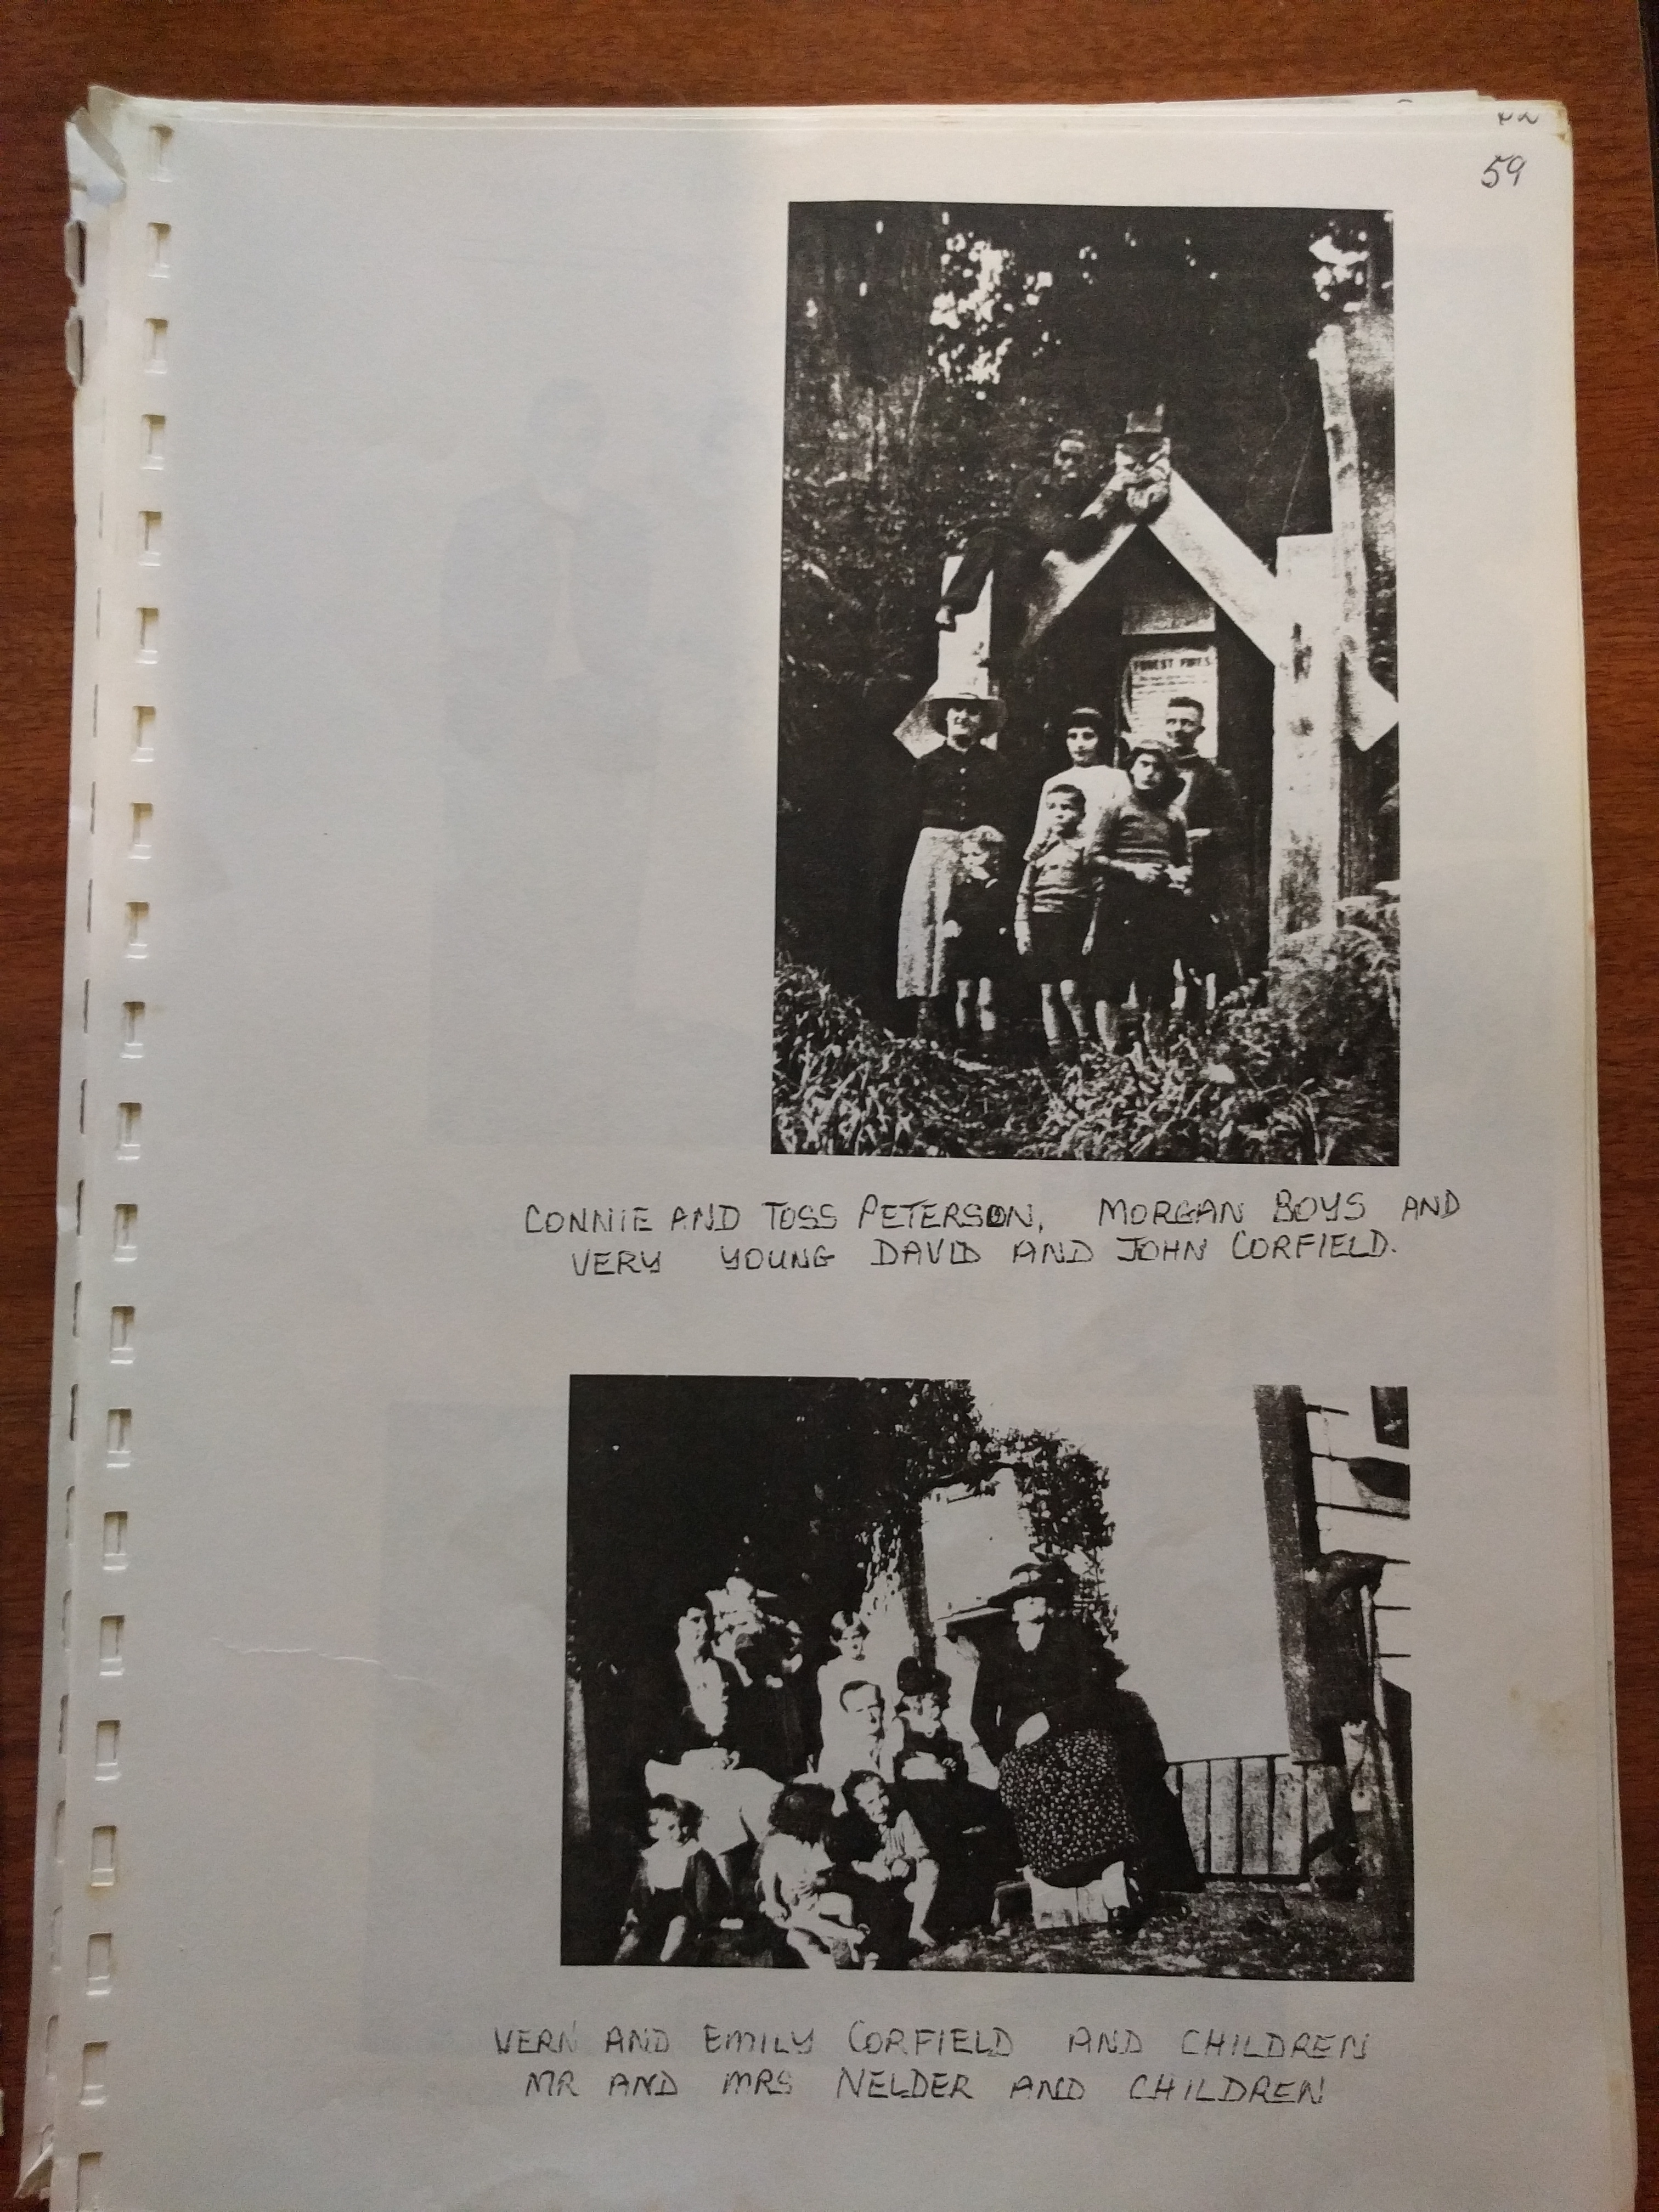 59
FOREST FIRES
CONNIE AND TOSS PETERSON, MORGAN BOYS AND
VERY YOUNG DAVID AND JOHN CORFIELD.
VERN AND EMILY CORFIELD AND CHILDREN
MR AND MRS NELDER AND CHILDREN